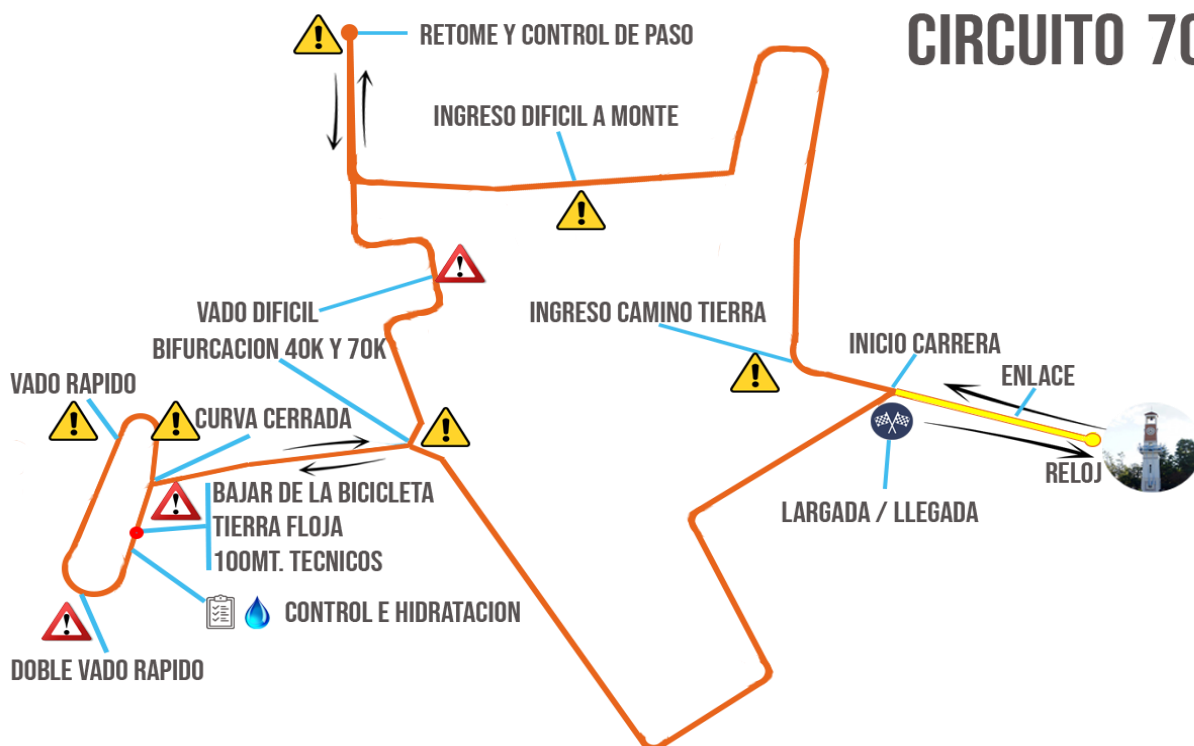 CIRCUITO 70
RETOME Y CONTROL DE PASO
INGRESO DIFICIL A MONTE
VADO DIFICIL
INGRESO CAMINO TIERRA
BIFURCACION 40K Y 70K
INICIO CARRERA
ENLACE
VADO RAPIDO
CURVA CERRADA
RELOJ
BAJAR DE LA BICICLETA
TIERRA FLOJA
100MT. TECNICOS
LARGADA / LLEGADA
CONTROL E HIDRATACION
DOBLE VADO RAPIDO